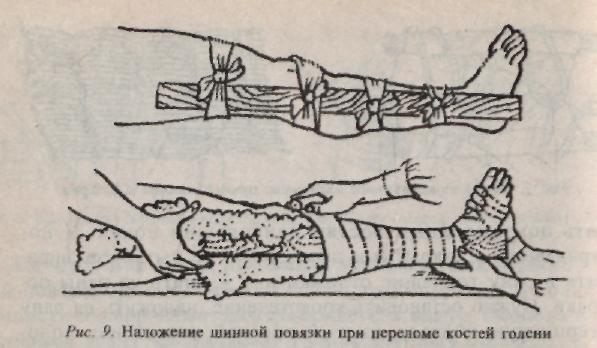 Рис. 9. Наложение шинной повязки при переломе костей голени